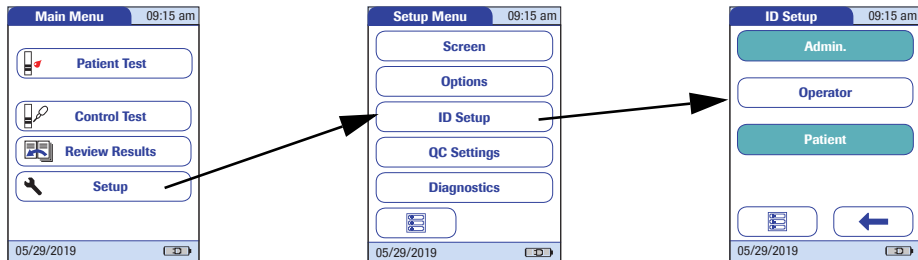 Main Menu 09:15 am
Patient Test
Control Test
Review Results
Setup
05/29/2019
Setup Menu 09:15 am
Screen
Options
ID Setup
QC Settings
Diagnostics
05/29/2019
ID Setup 09:15 am
Admin.
Operator
Patient
05/29/2019